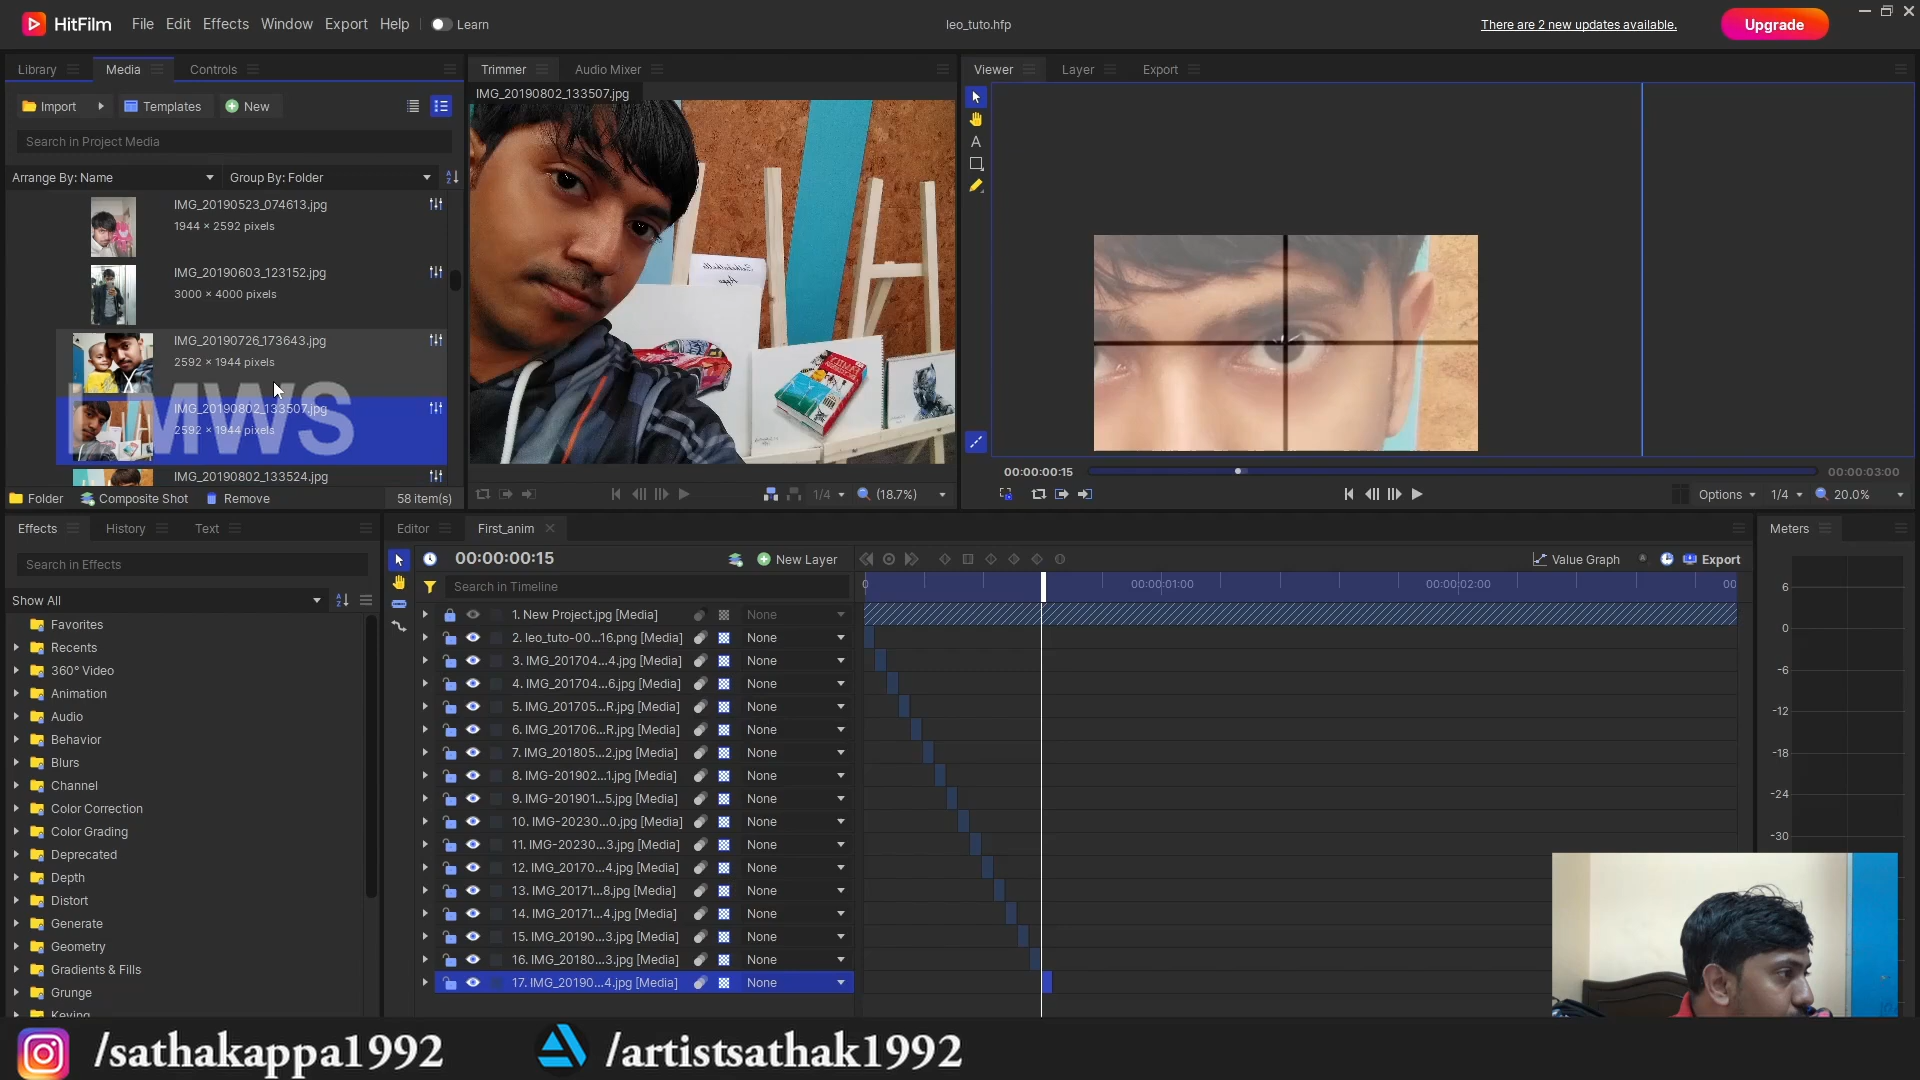 HitFilm File Edit Effects Window Export Help Learn
leo_tuto.hfp
There are 2 new updates available.
Upgrade
Library Media Controls
Import Templates New
Search in Project Media
Arrange By: Name Group By: Folder
IMG_20190523_074613.jpg
1944 × 2592 pixels
IMG_20190603_123152.jpg
3000 × 4000 pixels
IMG_20190726_173643.jpg
2592 × 1944 pixels
IMG_20190802_133507.jpg
2592 × 1944 pixels
IMG_20190802_133524.jpg
Folder Composite Shot Remove 58 item(s)
Trimmer Audio Mixer
IMG_20190802_133507.jpg
1/4 (18.7%)
Viewer Layer Export
00:00:00:15 00:00:03:00
Options 1/4 20.0%
Effects History Text
Search in Effects
Show All
Favorites
Recents
360° Video
Animation
Audio
Behavior
Blurs
Channel
Color Correction
Color Grading
Deprecated
Depth
Distort
Generate
Geometry
Gradients & Fills
Grunge
Keying
Editor First_anim
00:00:00:15 New Layer Value Graph Export
Search in Timeline
0 00:00:01:00 00:00:02:00 00
1. New Project.jpg [Media] None
2. leo_tuto-00...16.png [Media] None
3. IMG_201704...4.jpg [Media] None
4. IMG_201704...6.jpg [Media] None
5. IMG_201705...R.jpg [Media] None
6. IMG_201706...R.jpg [Media] None
7. IMG_201805...2.jpg [Media] None
8. IMG-201902...1.jpg [Media] None
9. IMG-201901...5.jpg [Media] None
10. IMG-20230...0.jpg [Media] None
11. IMG-20230...3.jpg [Media] None
12. IMG_20170...4.jpg [Media] None
13. IMG_20171...8.jpg [Media] None
14. IMG_20171...4.jpg [Media] None
15. IMG_20190...3.jpg [Media] None
16. IMG_20180...3.jpg [Media] None
17. IMG_20190...4.jpg [Media] None
Meters
6
0
-6
-12
-18
-24
-30
/sathakappa1992 /artistsathak1992